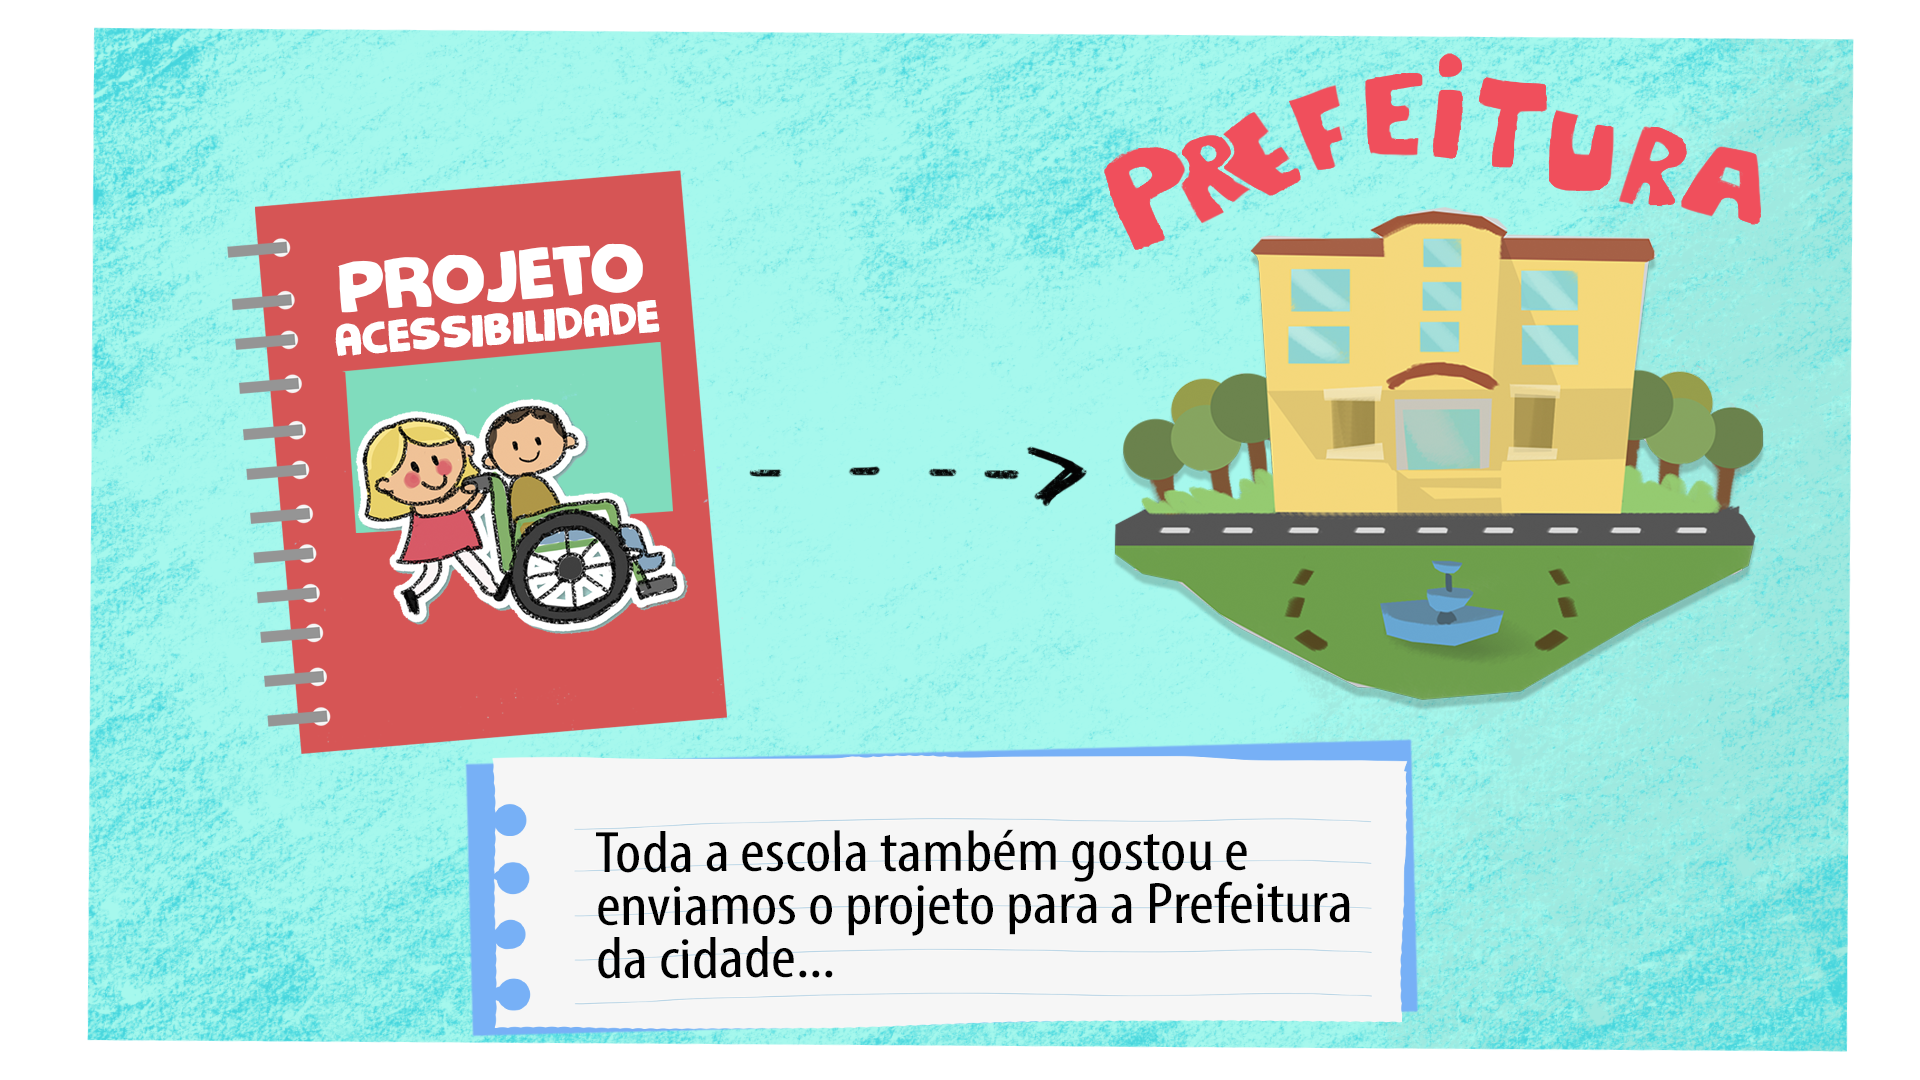 PREFEITURA
PROJETO
ACESSIBILIDADE
Toda a escola também gostou e
enviamos o projeto para a Prefeitura
da cidade...